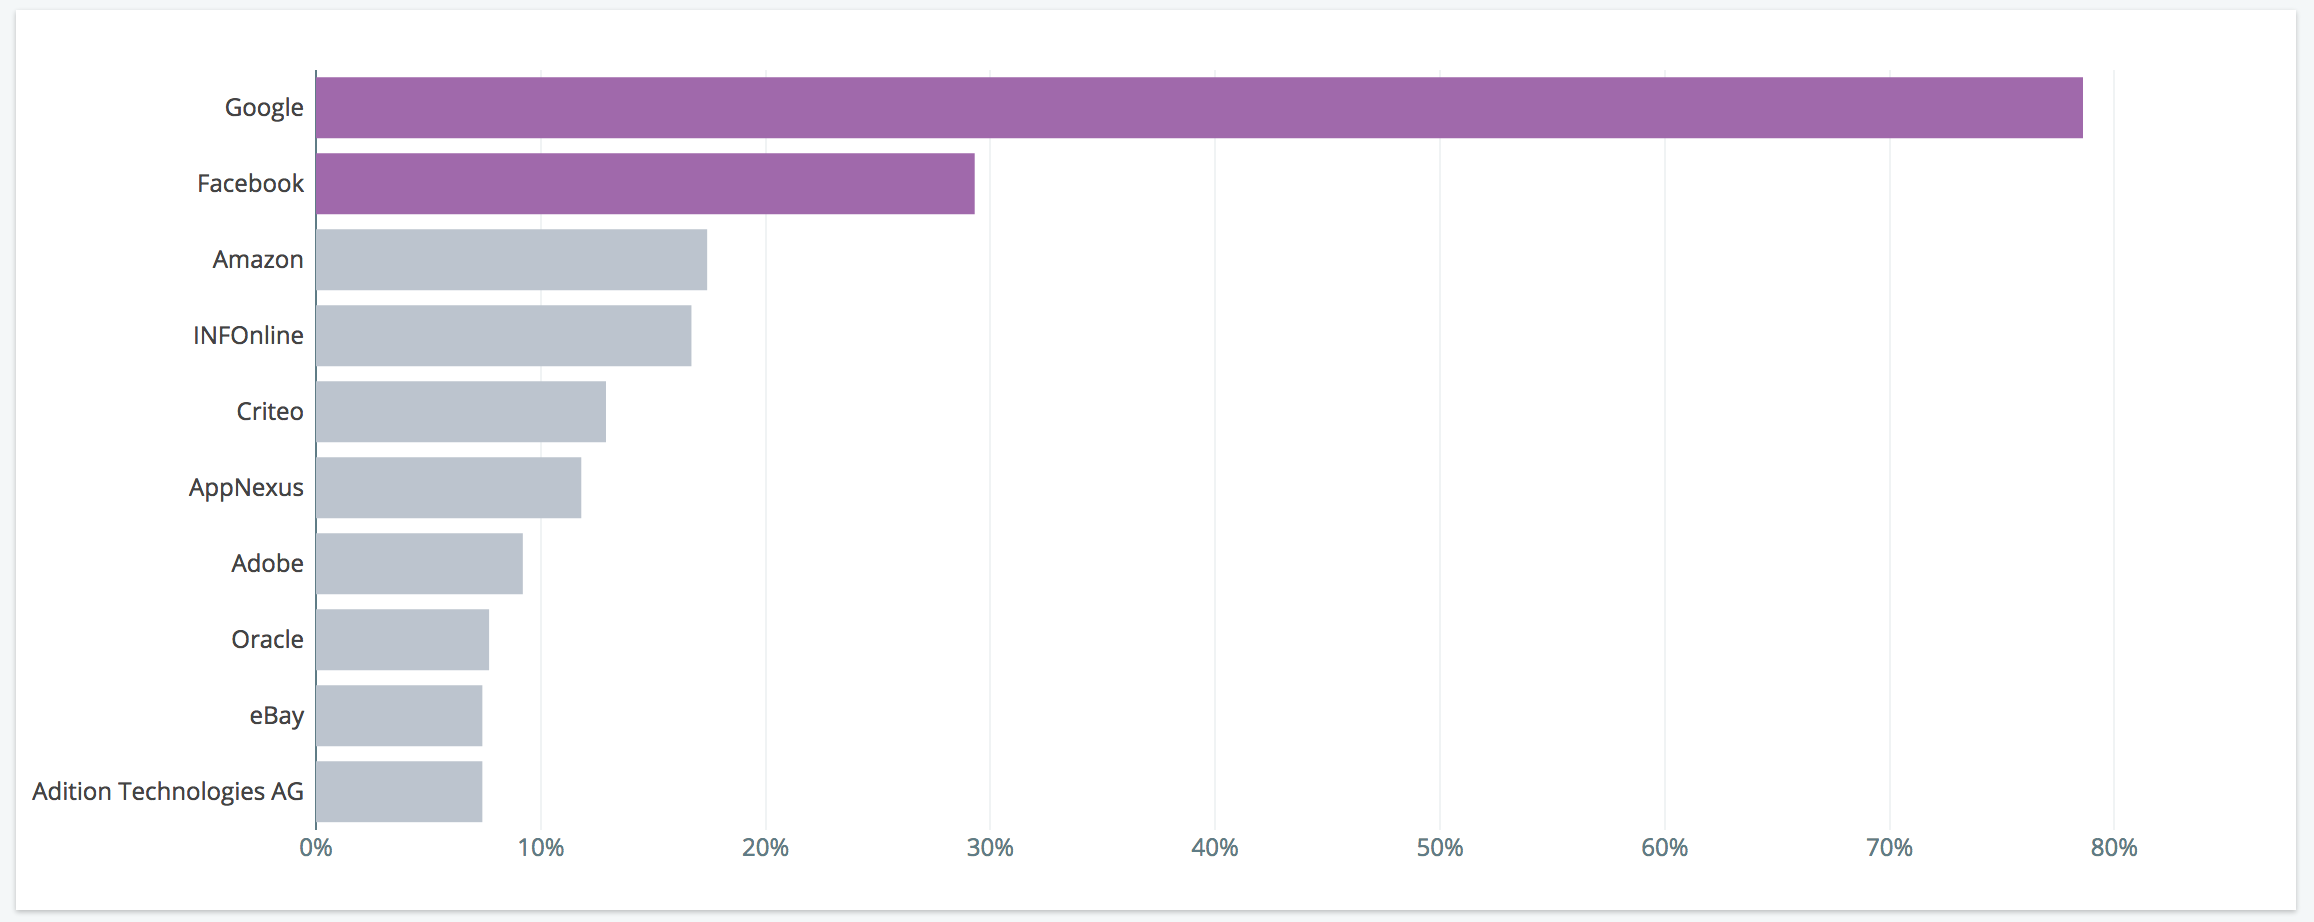 Google
Facebook
Amazon
INFOnline
Criteo
AppNexus
Adobe
Oracle
eBay
Adition Technologies AG
0% 10% 20% 30% 40% 50% 60% 70% 80%